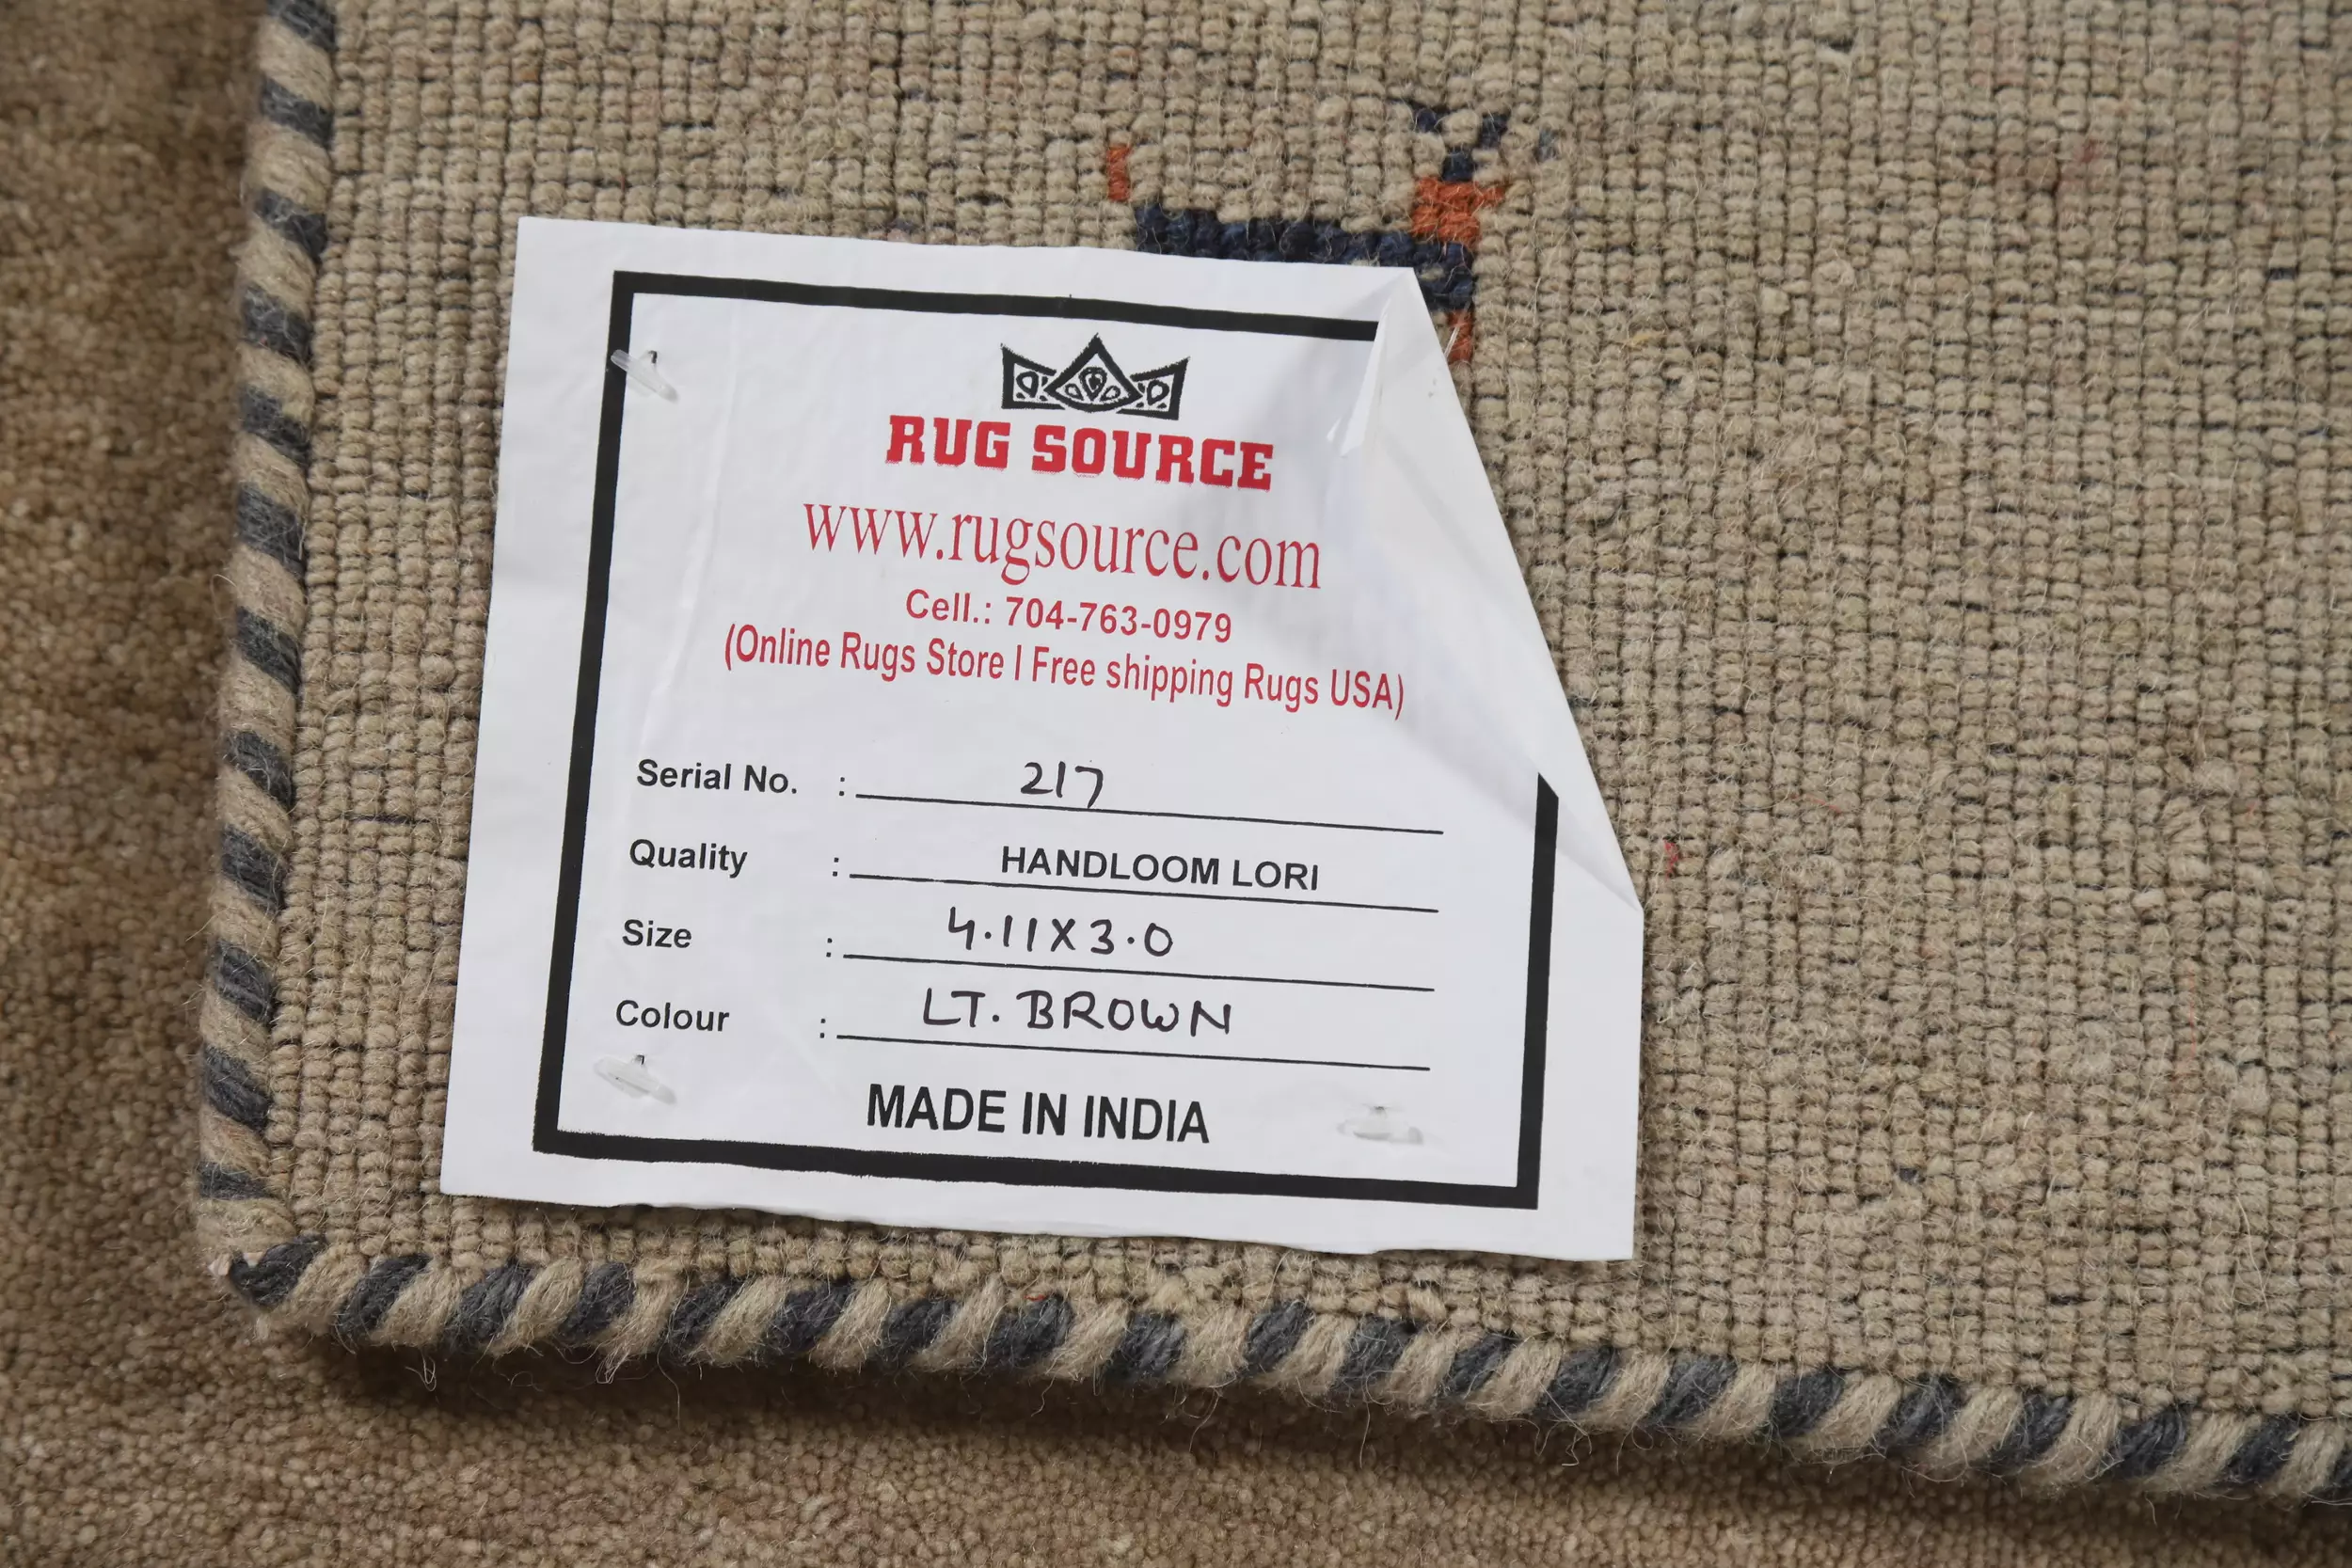 RUG SOURCE
www.rugsource.com
Cell.: 704-763-0979
(Online Rugs Store I Free shipping Rugs USA)
Serial No. : 217
Quality : HANDLOOM LORI
Size : 4.11X3.0
Colour : LT. BROWN
MADE IN INDIA